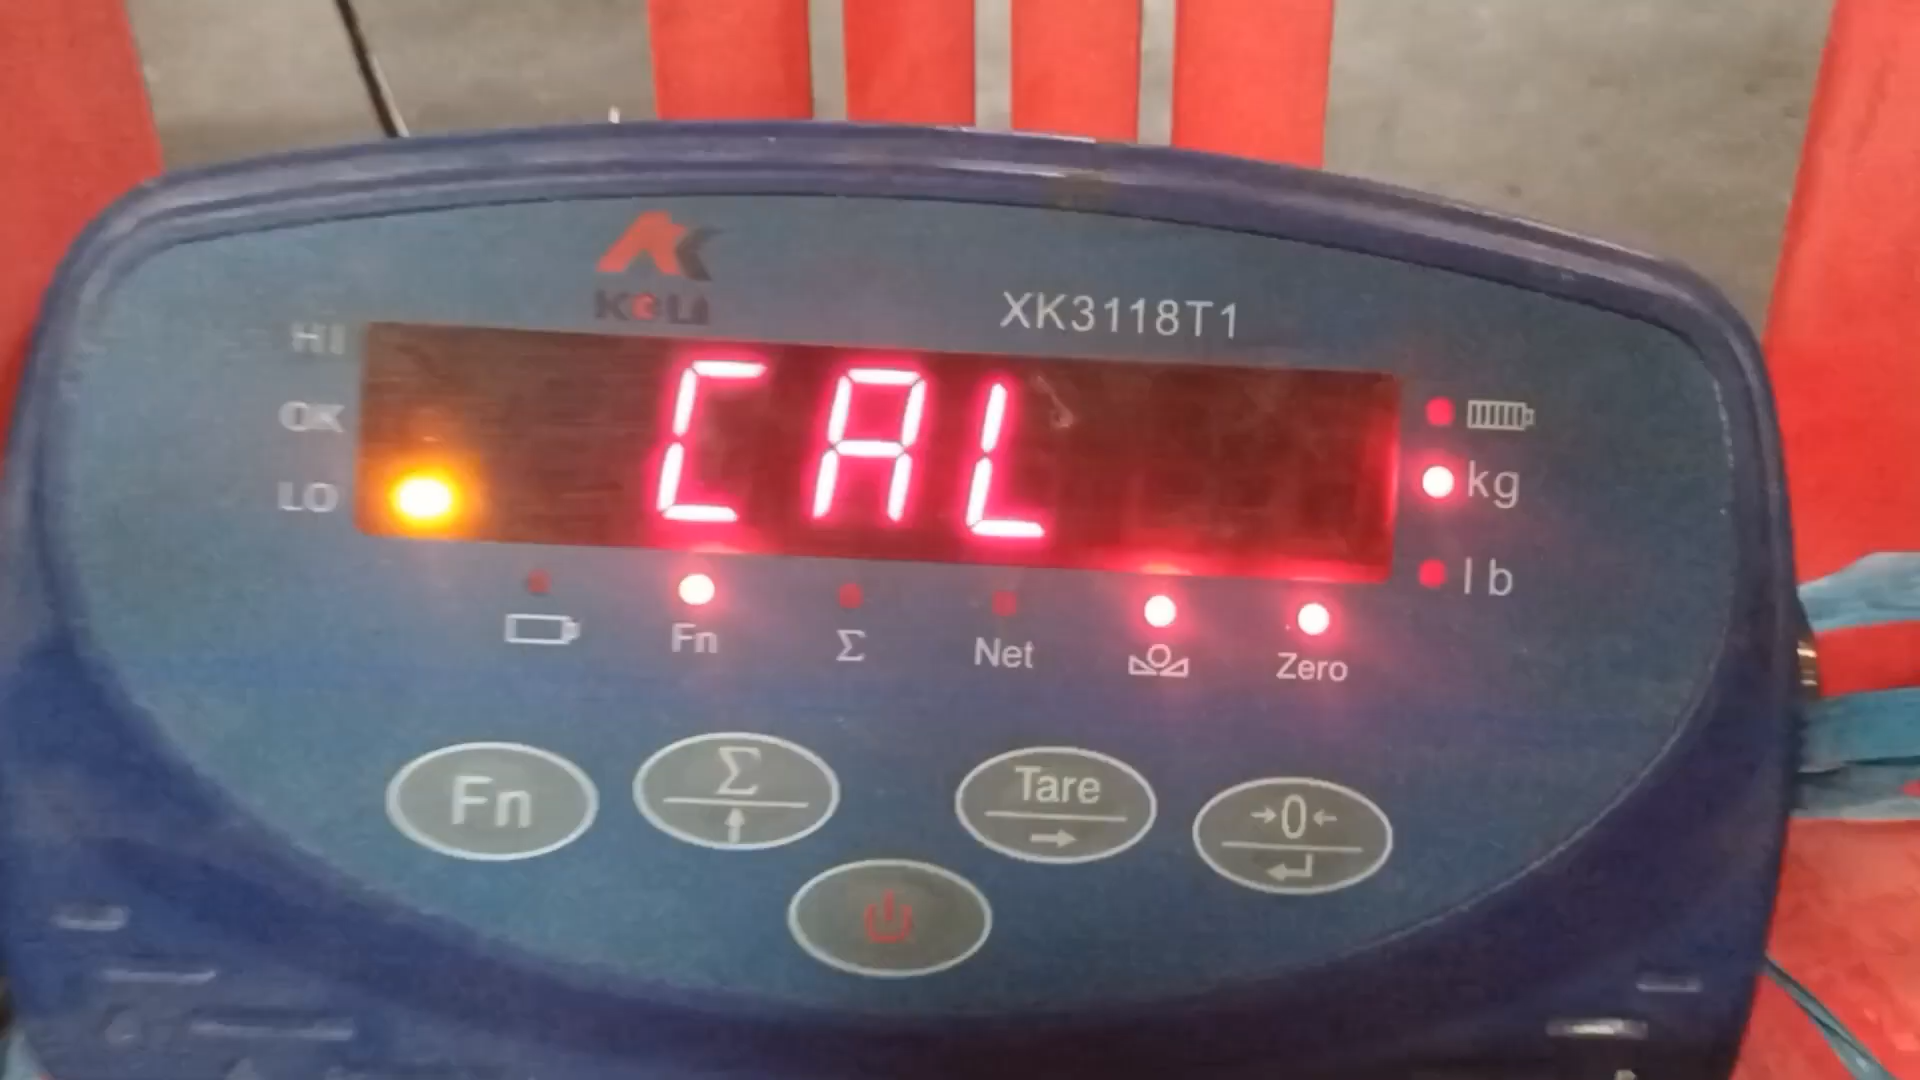 KELI
XK3118T1
HI
OK
LO
CAL
kg
lb
Fn
Σ
Net
Zero
Fn
Σ
Tare
→0←